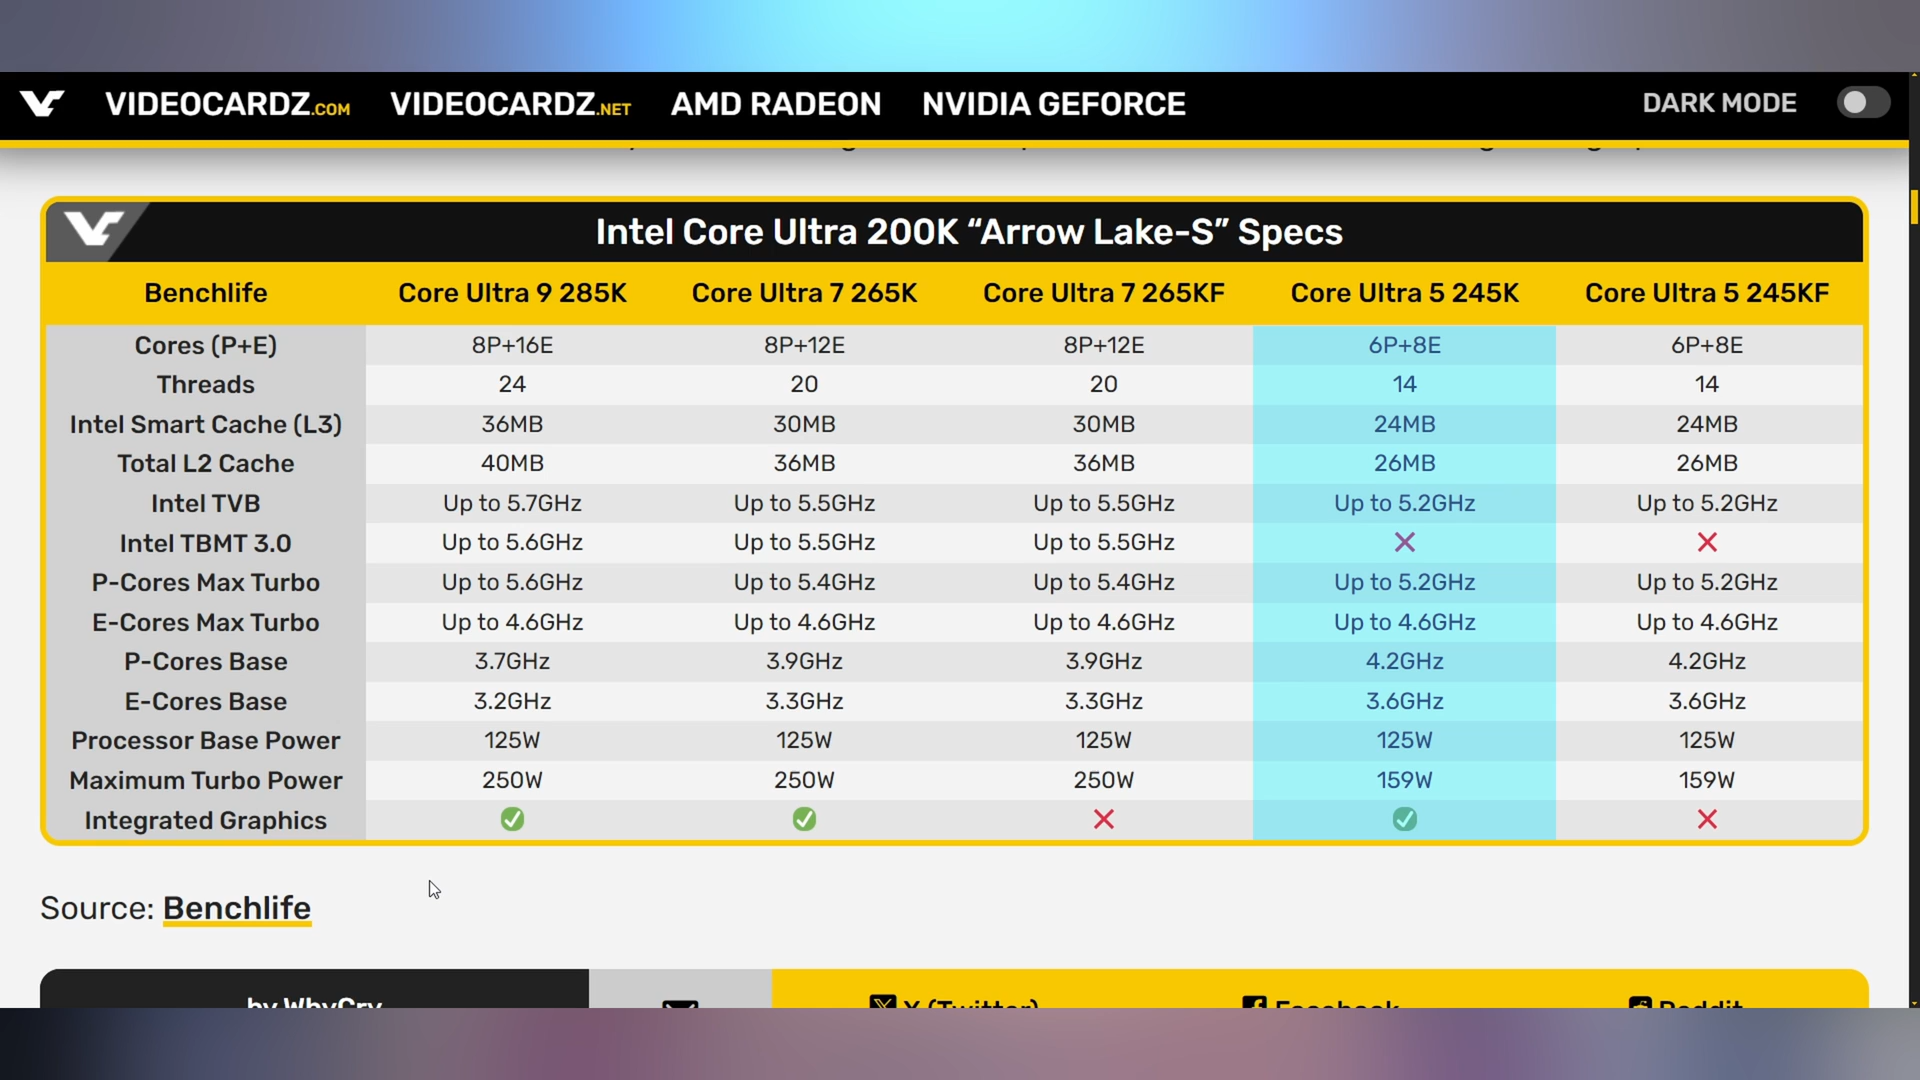 VIDEOCARDZ.COM VIDEOCARDZ.NET AMD RADEON NVIDIA GEFORCE DARK MODE
Intel Core Ultra 200K “Arrow Lake-S” Specs
Benchlife Core Ultra 9 285K Core Ultra 7 265K Core Ultra 7 265KF Core Ultra 5 245K Core Ultra 5 245KF
Cores (P+E) 8P+16E 8P+12E 8P+12E 6P+8E 6P+8E
Threads 24 20 20 14 14
Intel Smart Cache (L3) 36MB 30MB 30MB 24MB 24MB
Total L2 Cache 40MB 36MB 36MB 26MB 26MB
Intel TVB Up to 5.7GHz Up to 5.5GHz Up to 5.5GHz Up to 5.2GHz Up to 5.2GHz
Intel TBMT 3.0 Up to 5.6GHz Up to 5.5GHz Up to 5.5GHz ❌ ❌
P-Cores Max Turbo Up to 5.6GHz Up to 5.4GHz Up to 5.4GHz Up to 5.2GHz Up to 5.2GHz
E-Cores Max Turbo Up to 4.6GHz Up to 4.6GHz Up to 4.6GHz Up to 4.6GHz Up to 4.6GHz
P-Cores Base 3.7GHz 3.9GHz 3.9GHz 4.2GHz 4.2GHz
E-Cores Base 3.2GHz 3.3GHz 3.3GHz 3.6GHz 3.6GHz
Processor Base Power 125W 125W 125W 125W 125W
Maximum Turbo Power 250W 250W 250W 159W 159W
Integrated Graphics ✅ ✅ ❌ ✅ ❌
Source: Benchlife
by WhyCry X (Twitter) Facebook Reddit